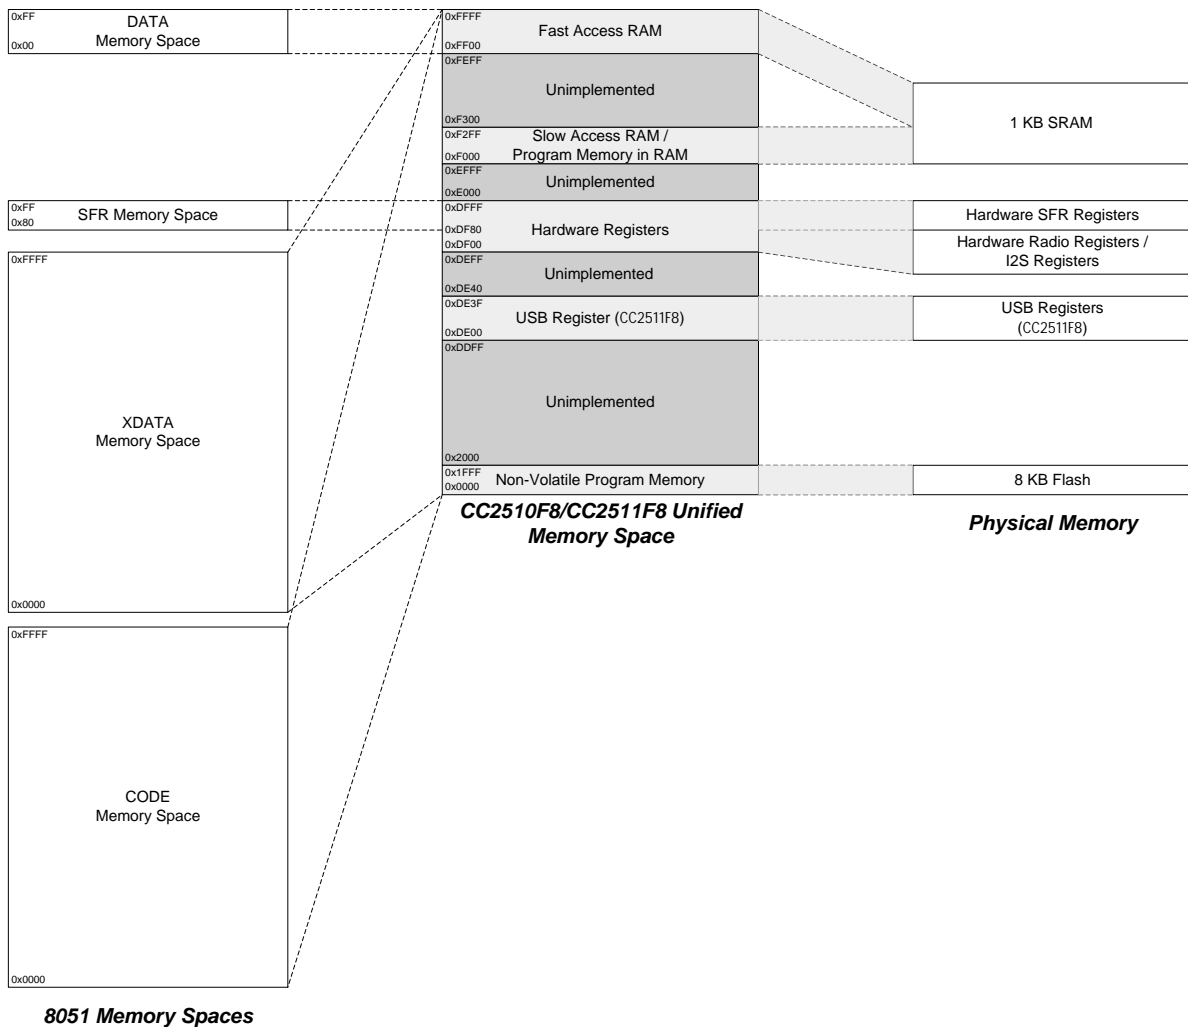 0xFF
DATA
Memory Space
0x00
0xFF
SFR Memory Space
0x80
0xFFFF
XDATA
Memory Space
0x0000
0xFFFF
CODE
Memory Space
0x0000
8051 Memory Spaces
0xFFFF
Fast Access RAM
0xFF00
0xFEFF
Unimplemented
0xF300
0xF2FF
Slow Access RAM /
Program Memory in RAM
0xF000
0xEFFF
Unimplemented
0xE000
0xDFFF
0xDF80
Hardware Registers
0xDF00
0xDEFF
Unimplemented
0xDE40
0xDE3F
USB Register (CC2511F8)
0xDE00
0xDDFF
Unimplemented
0x2000
0x1FFF
Non-Volatile Program Memory
0x0000
CC2510F8/CC2511F8 Unified
Memory Space
1 KB SRAM
Hardware SFR Registers
Hardware Radio Registers /
I2S Registers
USB Registers
(CC2511F8)
8 KB Flash
Physical Memory